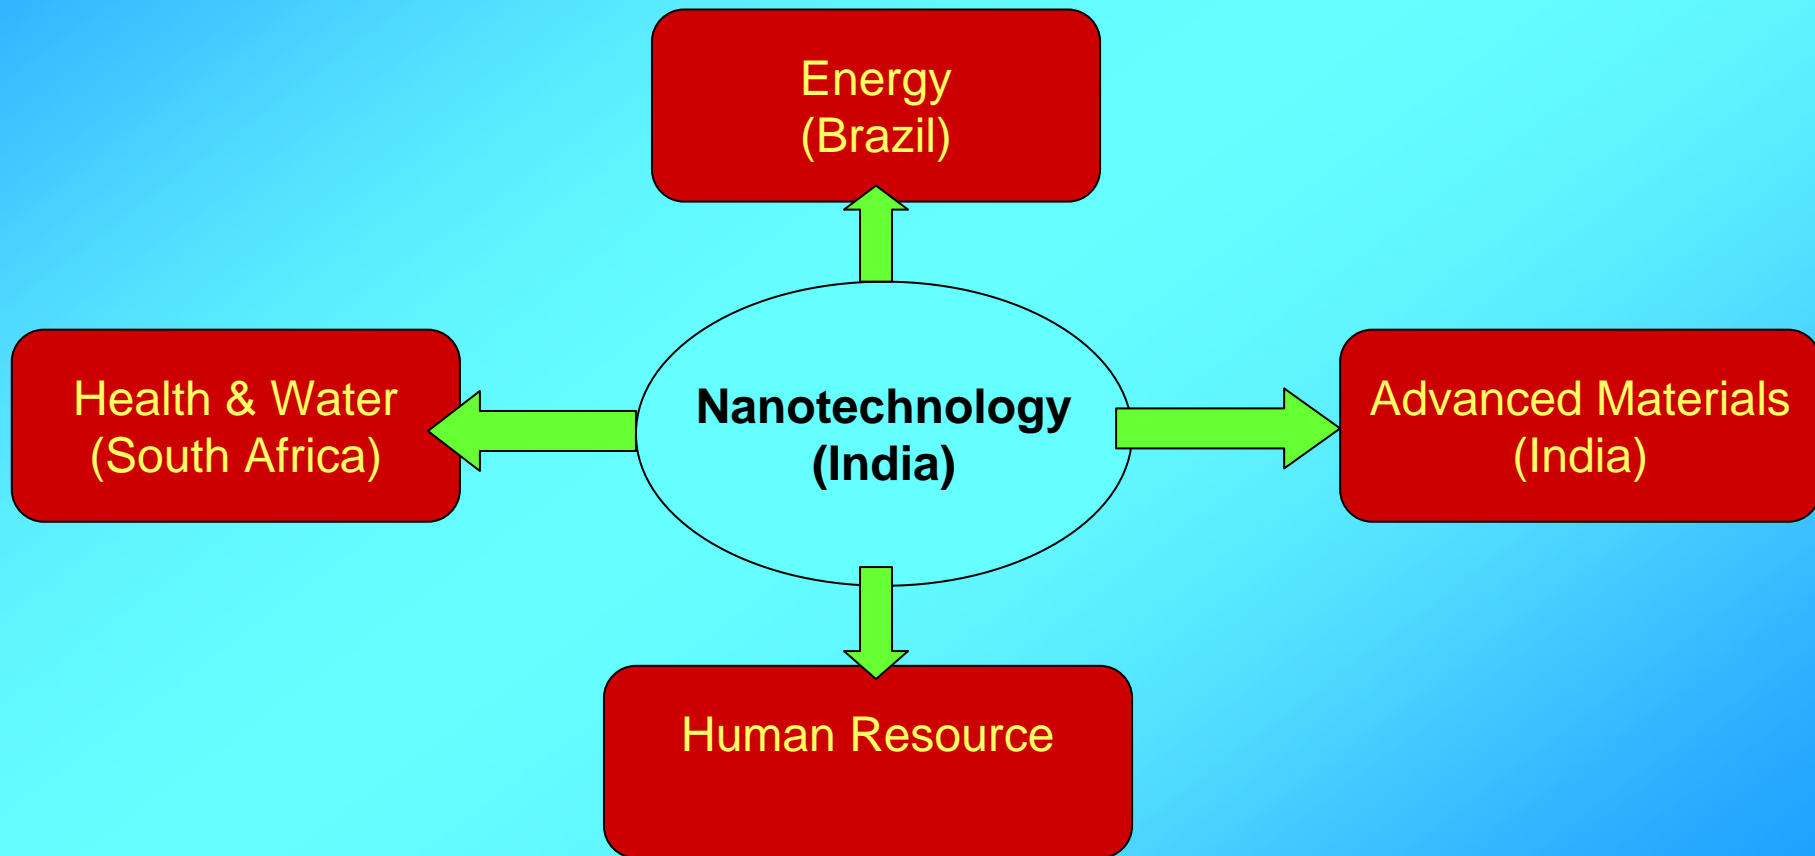 Energy
(Brazil)
Health & Water
(South Africa)
Nanotechnology
(India)
Advanced Materials
(India)
Human Resource